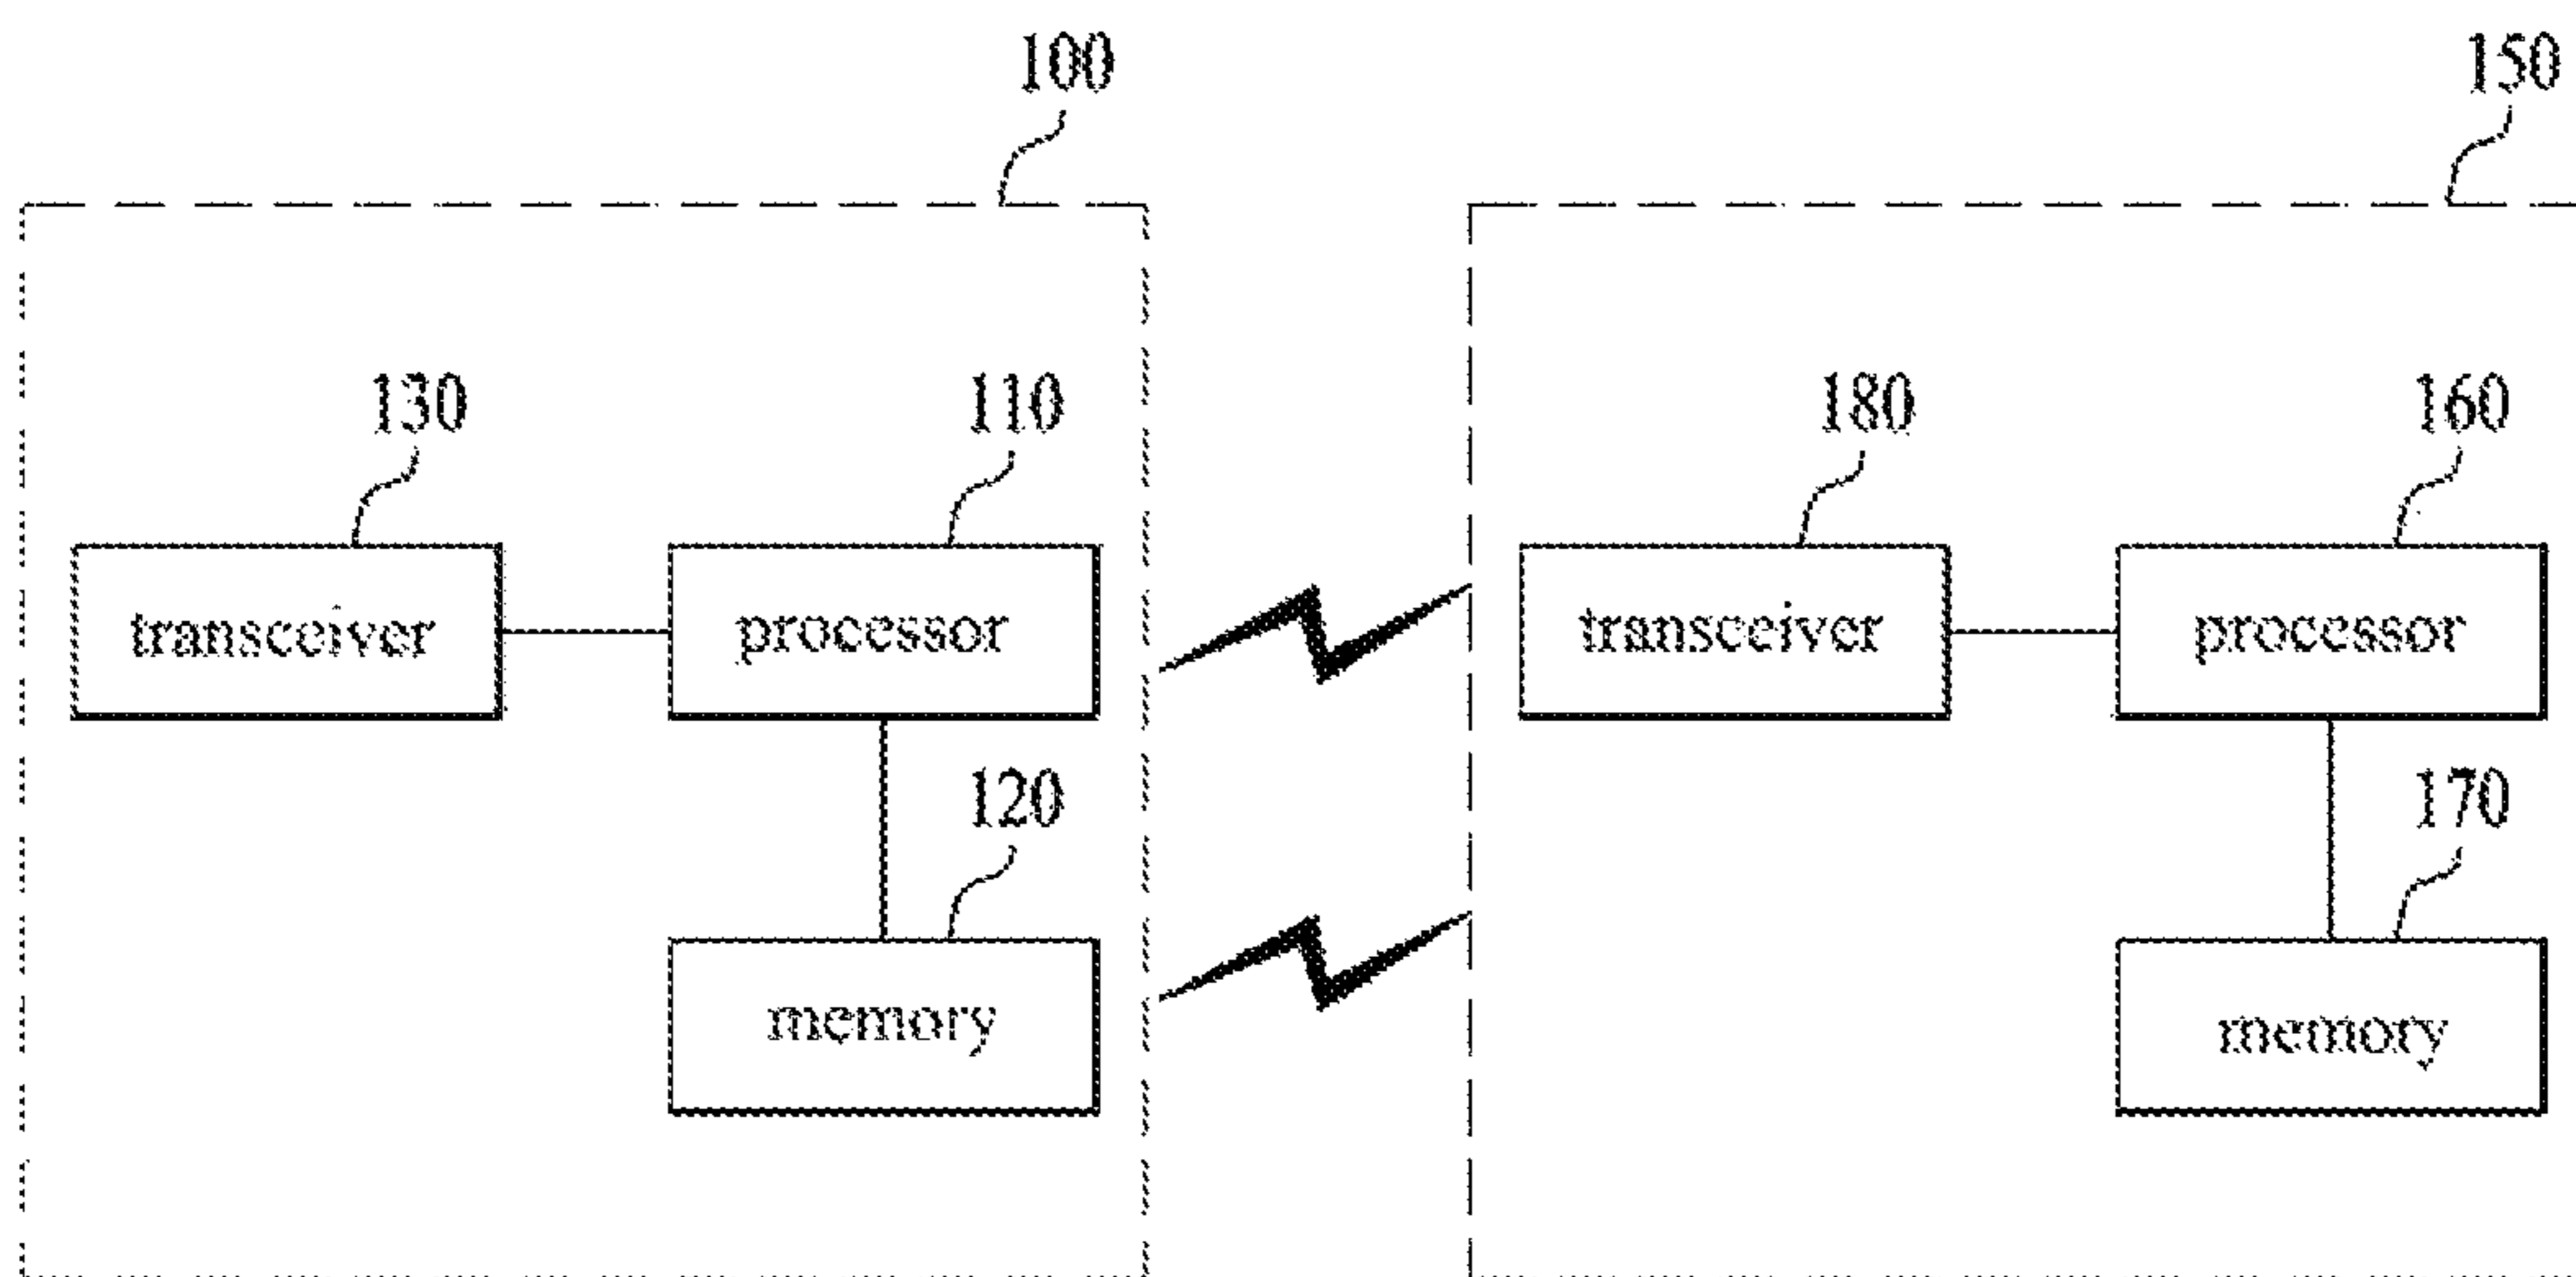 100
150
130
110
180
160
transceiver
processor
transceiver
processor
120
170
memory
memory